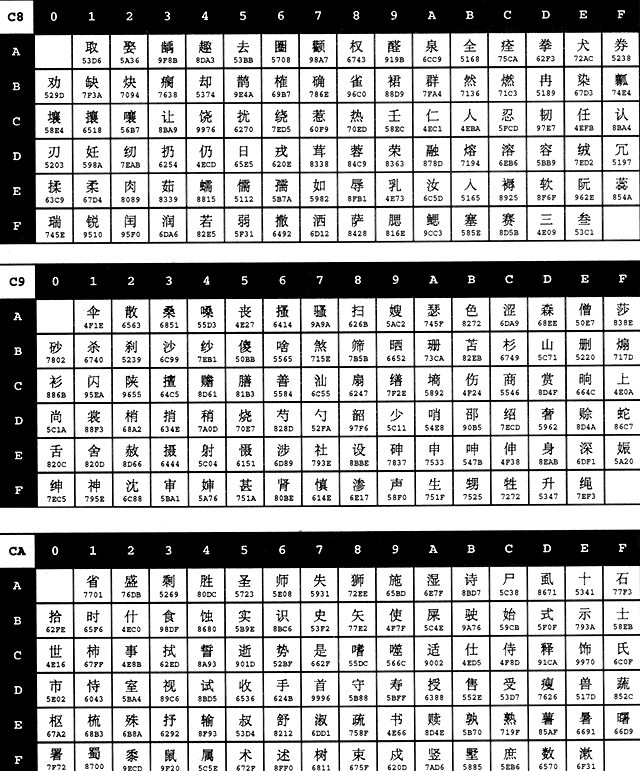 C8 0 1 2 3 4 5 6 7 8 9 A B C D E F
A 取 娶 龋 趣 去 圈 颧 权 醛 泉 全 痊 拳 犬 券
53D6 5A36 9F8B 8DA3 53BB 5708 98A7 6743 919B 6CC9 5168 75CA 62F3 72AC 5238
B 劝 缺 炔 瘸 却 鹊 榷 确 雀 裙 群 然 燃 冉 染 瓤
529D 7F3A 7094 7638 5374 9E4A 69B7 786E 96C0 88D9 7FA4 7136 71C3 5189 67D3 74E4
C 壤 攘 嚷 让 饶 扰 绕 惹 热 壬 仁 人 忍 韧 任 认
58E4 6518 56B7 8BA9 9976 6270 7ED5 60F9 70ED 58EC 4EC1 4EBA 5FCD 97E7 4EFB 8BA4
D 刃 妊 纫 扔 仍 日 戎 茸 蓉 荣 融 熔 溶 容 绒 冗
5203 598A 7EAB 6254 4ECD 65E5 620E 8338 84C9 8363 878D 7194 6EB6 5BB9 7ED2 5197
E 揉 柔 肉 茹 蠕 儒 孺 如 辱 乳 汝 入 褥 软 阮 蕊
63C9 67D4 8089 8339 8815 5112 5B7A 5982 8FB1 4E73 6C5D 5165 8925 8F6F 962E 854A
F 瑞 锐 闰 润 若 弱 撒 洒 萨 腮 鳃 塞 赛 三 叁
745E 9510 95F0 6DA6 82E5 5F31 6492 6D12 8428 816E 9CC3 585E 8D5B 4E09 53C1
C9 0 1 2 3 4 5 6 7 8 9 A B C D E F
A 伞 散 桑 嗓 丧 搔 骚 扫 嫂 瑟 色 涩 森 僧 莎
4F1E 6563 6851 55D3 4E27 6414 9A9A 626B 5AC2 745F 8272 6DA9 68EE 50E7 838E
B 砂 杀 刹 沙 纱 傻 啥 煞 筛 晒 珊 苫 杉 山 删 煽
7802 6740 5239 6C99 7EB1 50BB 5565 715E 7B5B 6652 73CA 82EB 6749 5C71 5220 717D
C 衫 闪 陕 擅 赡 膳 善 汕 扇 缮 墒 伤 商 赏 晌 上
886B 95EA 9655 64C5 8D61 81B3 5584 6C55 6247 7F2E 5892 4F24 5546 8D4F 664C 4E0A
D 尚 裳 梢 捎 稍 烧 芍 勺 韶 少 哨 邵 绍 奢 赊 蛇
5C1A 88F3 68A2 634E 7A0D 70E7 828D 52FA 97F6 5C11 54E8 90B5 7ECD 5962 8D4A 86C7
E 舌 舍 赦 摄 射 慑 涉 社 设 砷 申 呻 伸 身 深 娠
820C 820D 8D66 6444 5C04 6151 6D89 793E 8BBE 7837 7533 547B 4F38 8EAB 6DF1 5A20
F 绅 神 沈 审 婶 甚 肾 慎 渗 声 生 甥 牲 升 绳
7EC5 795E 6C88 5BA1 5A76 751A 80BE 614E 6E17 58F0 751F 7525 7272 5347 7EF3
CA 0 1 2 3 4 5 6 7 8 9 A B C D E F
A 省 盛 剩 胜 圣 师 失 狮 施 湿 诗 尸 虱 十 石
7701 76DB 5269 80DC 5723 5E08 5931 72EE 65BD 6E7F 8BD7 5C38 8671 5341 77F3
B 拾 时 什 食 蚀 实 识 史 矢 使 屎 驶 始 式 示 士
62FE 65F6 4EC0 98DF 8680 5B9E 8BC6 53F2 77E2 4F7F 5C4E 9A76 59CB 5F0F 793A 58EB
C 世 柿 事 拭 誓 逝 势 是 嗜 噬 适 仕 侍 释 饰 氏
4E16 67FF 4E8B 62ED 8A93 901D 52BF 662F 55DC 566C 9002 4ED5 4F8D 91CA 9970 6C0F
D 市 恃 室 视 试 收 手 首 守 寿 授 售 受 瘦 兽 蔬
5E02 6043 5BA4 89C6 8BD5 6536 624B 9996 5B88 5BFF 6388 552E 53D7 7626 517D 852C
E 枢 梳 殊 抒 输 叔 舒 淑 疏 书 赎 孰 熟 薯 暑 曙
67A2 68B3 6B8A 6292 8F93 53D4 8212 6DD1 758F 4E66 8D4E 5B70 719F 85AF 6691 66D9
F 署 蜀 黍 鼠 属 术 述 树 束 戍 竖 墅 庶 数 漱
7F72 8700 9ECD 9F20 5C5E 672F 8FF0 6811 675F 620D 7AD6 5885 5EB6 6570 6F31